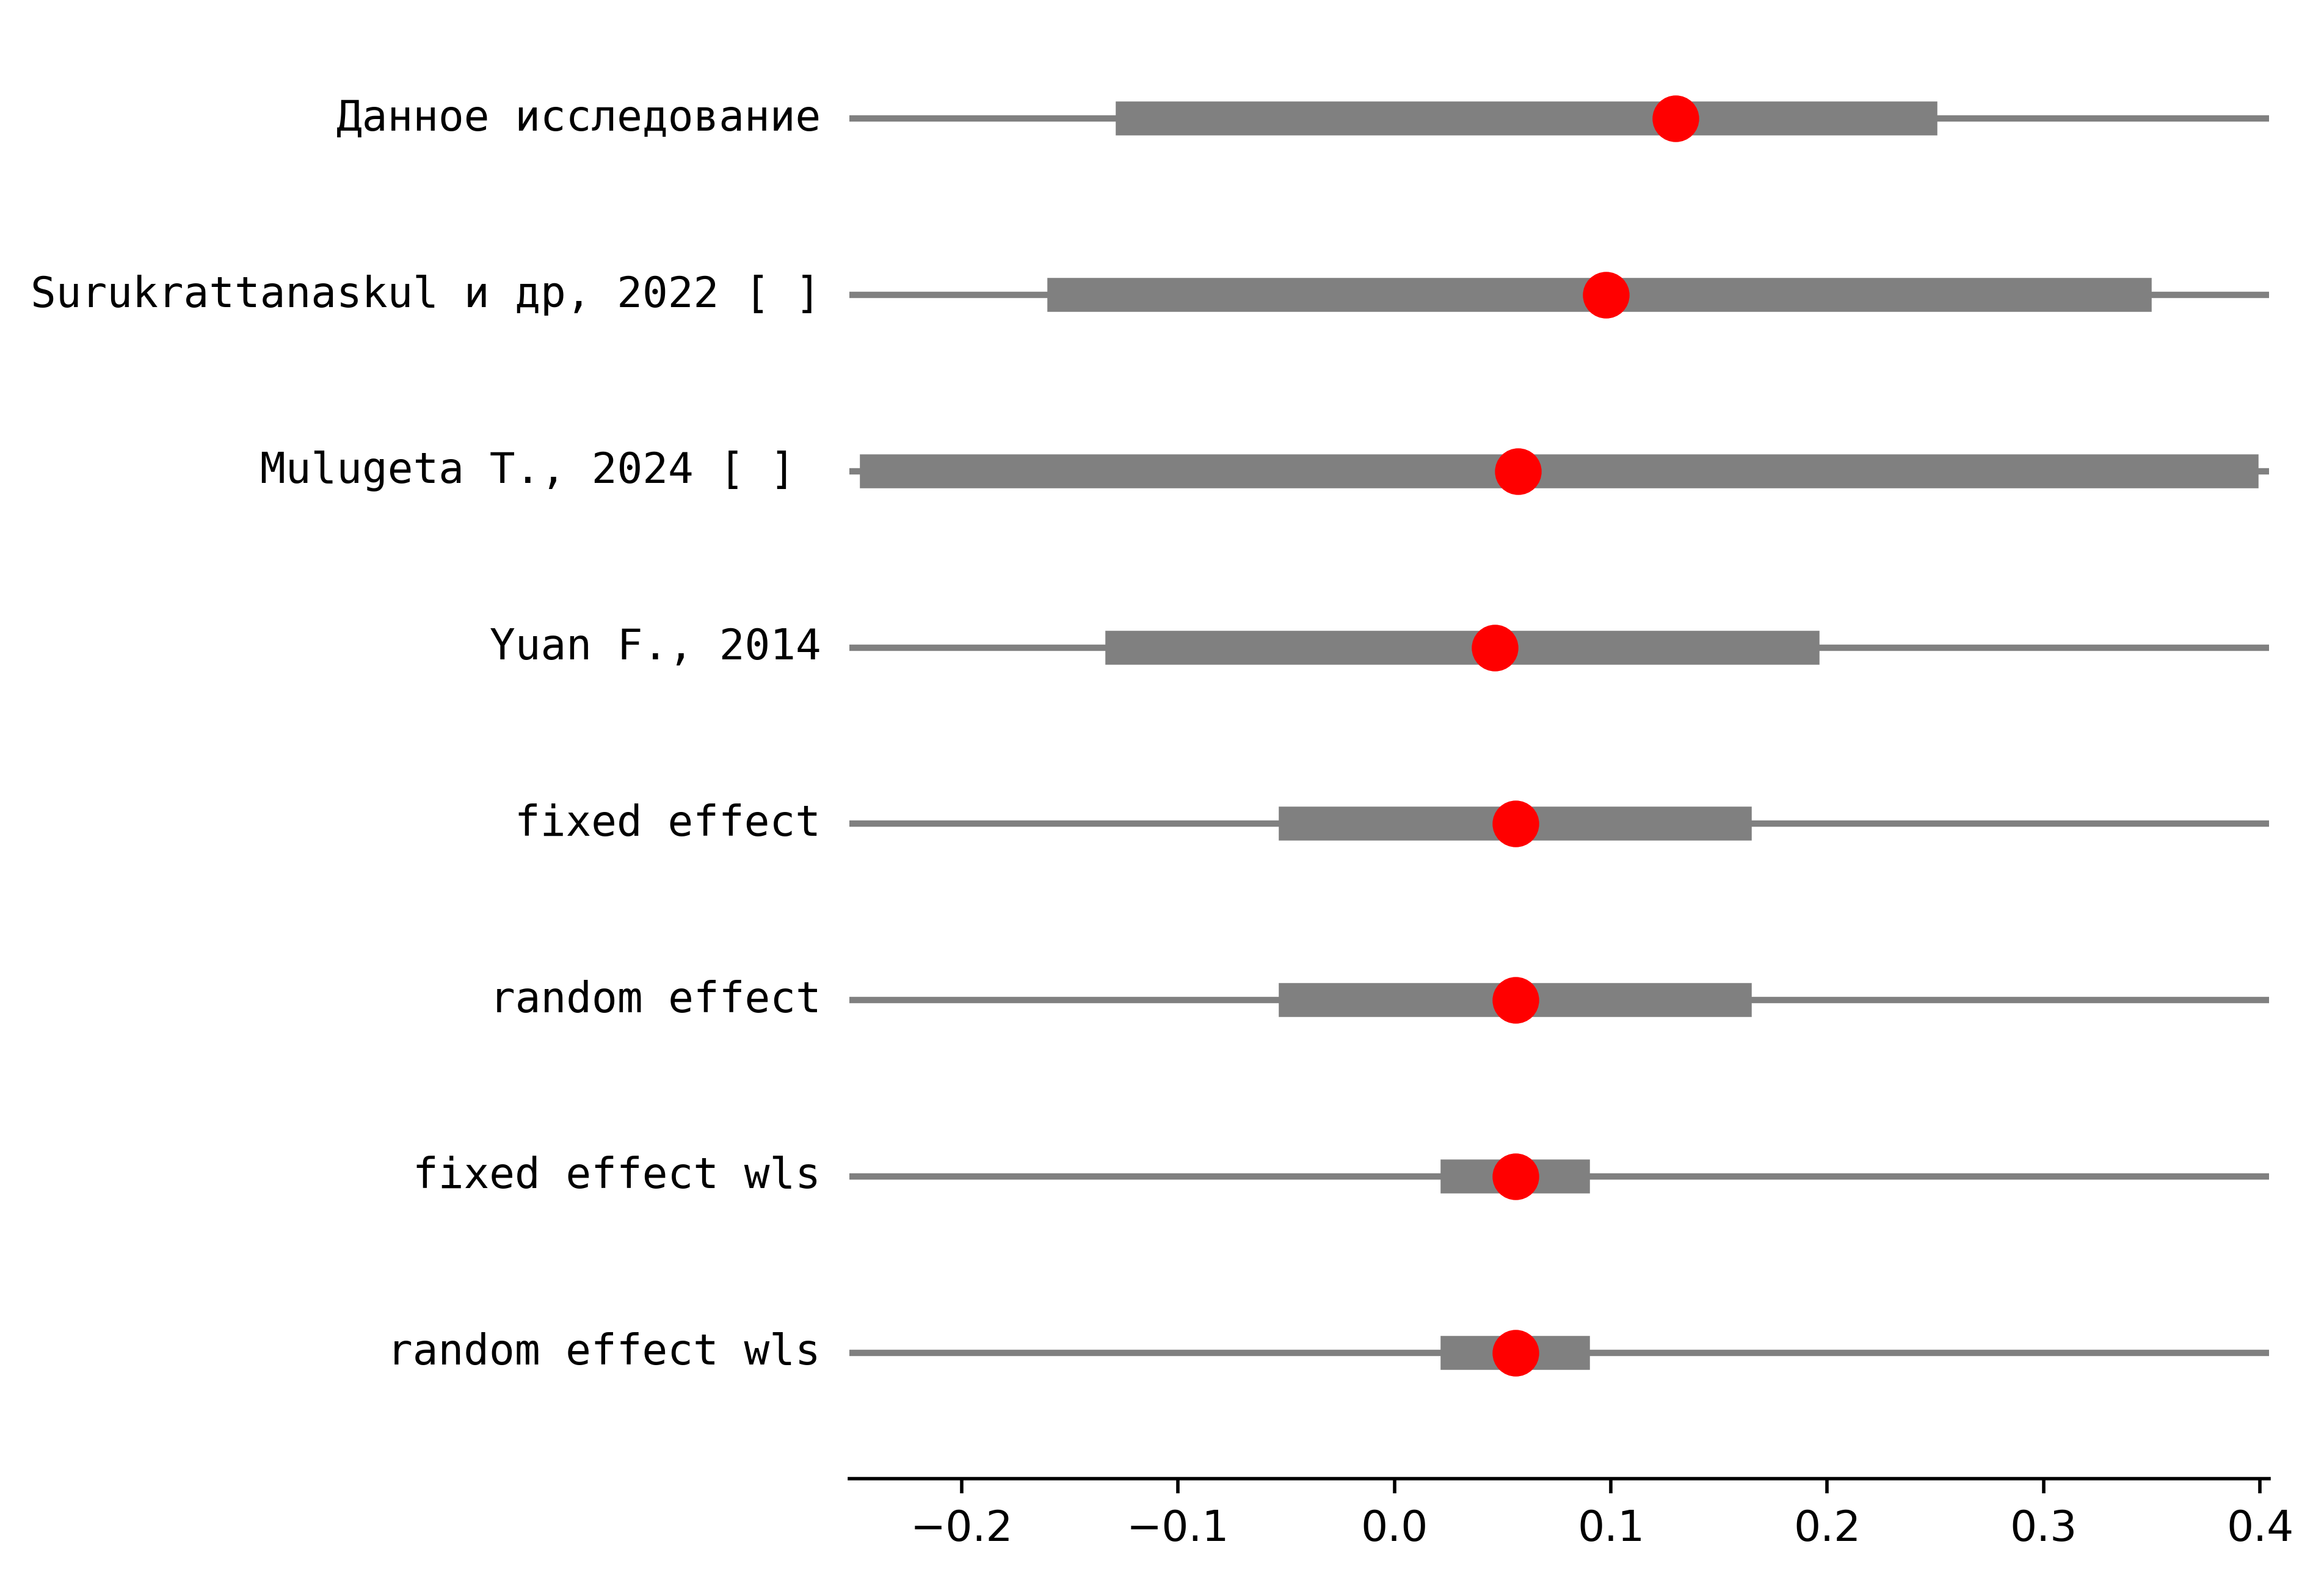 Данное исследование
Surukrattanaskul и др, 2022 [ ]
Mulugeta T., 2024 [ ]
Yuan F., 2014
fixed effect
random effect
fixed effect wls
random effect wls
−0.2 −0.1 0.0 0.1 0.2 0.3 0.4